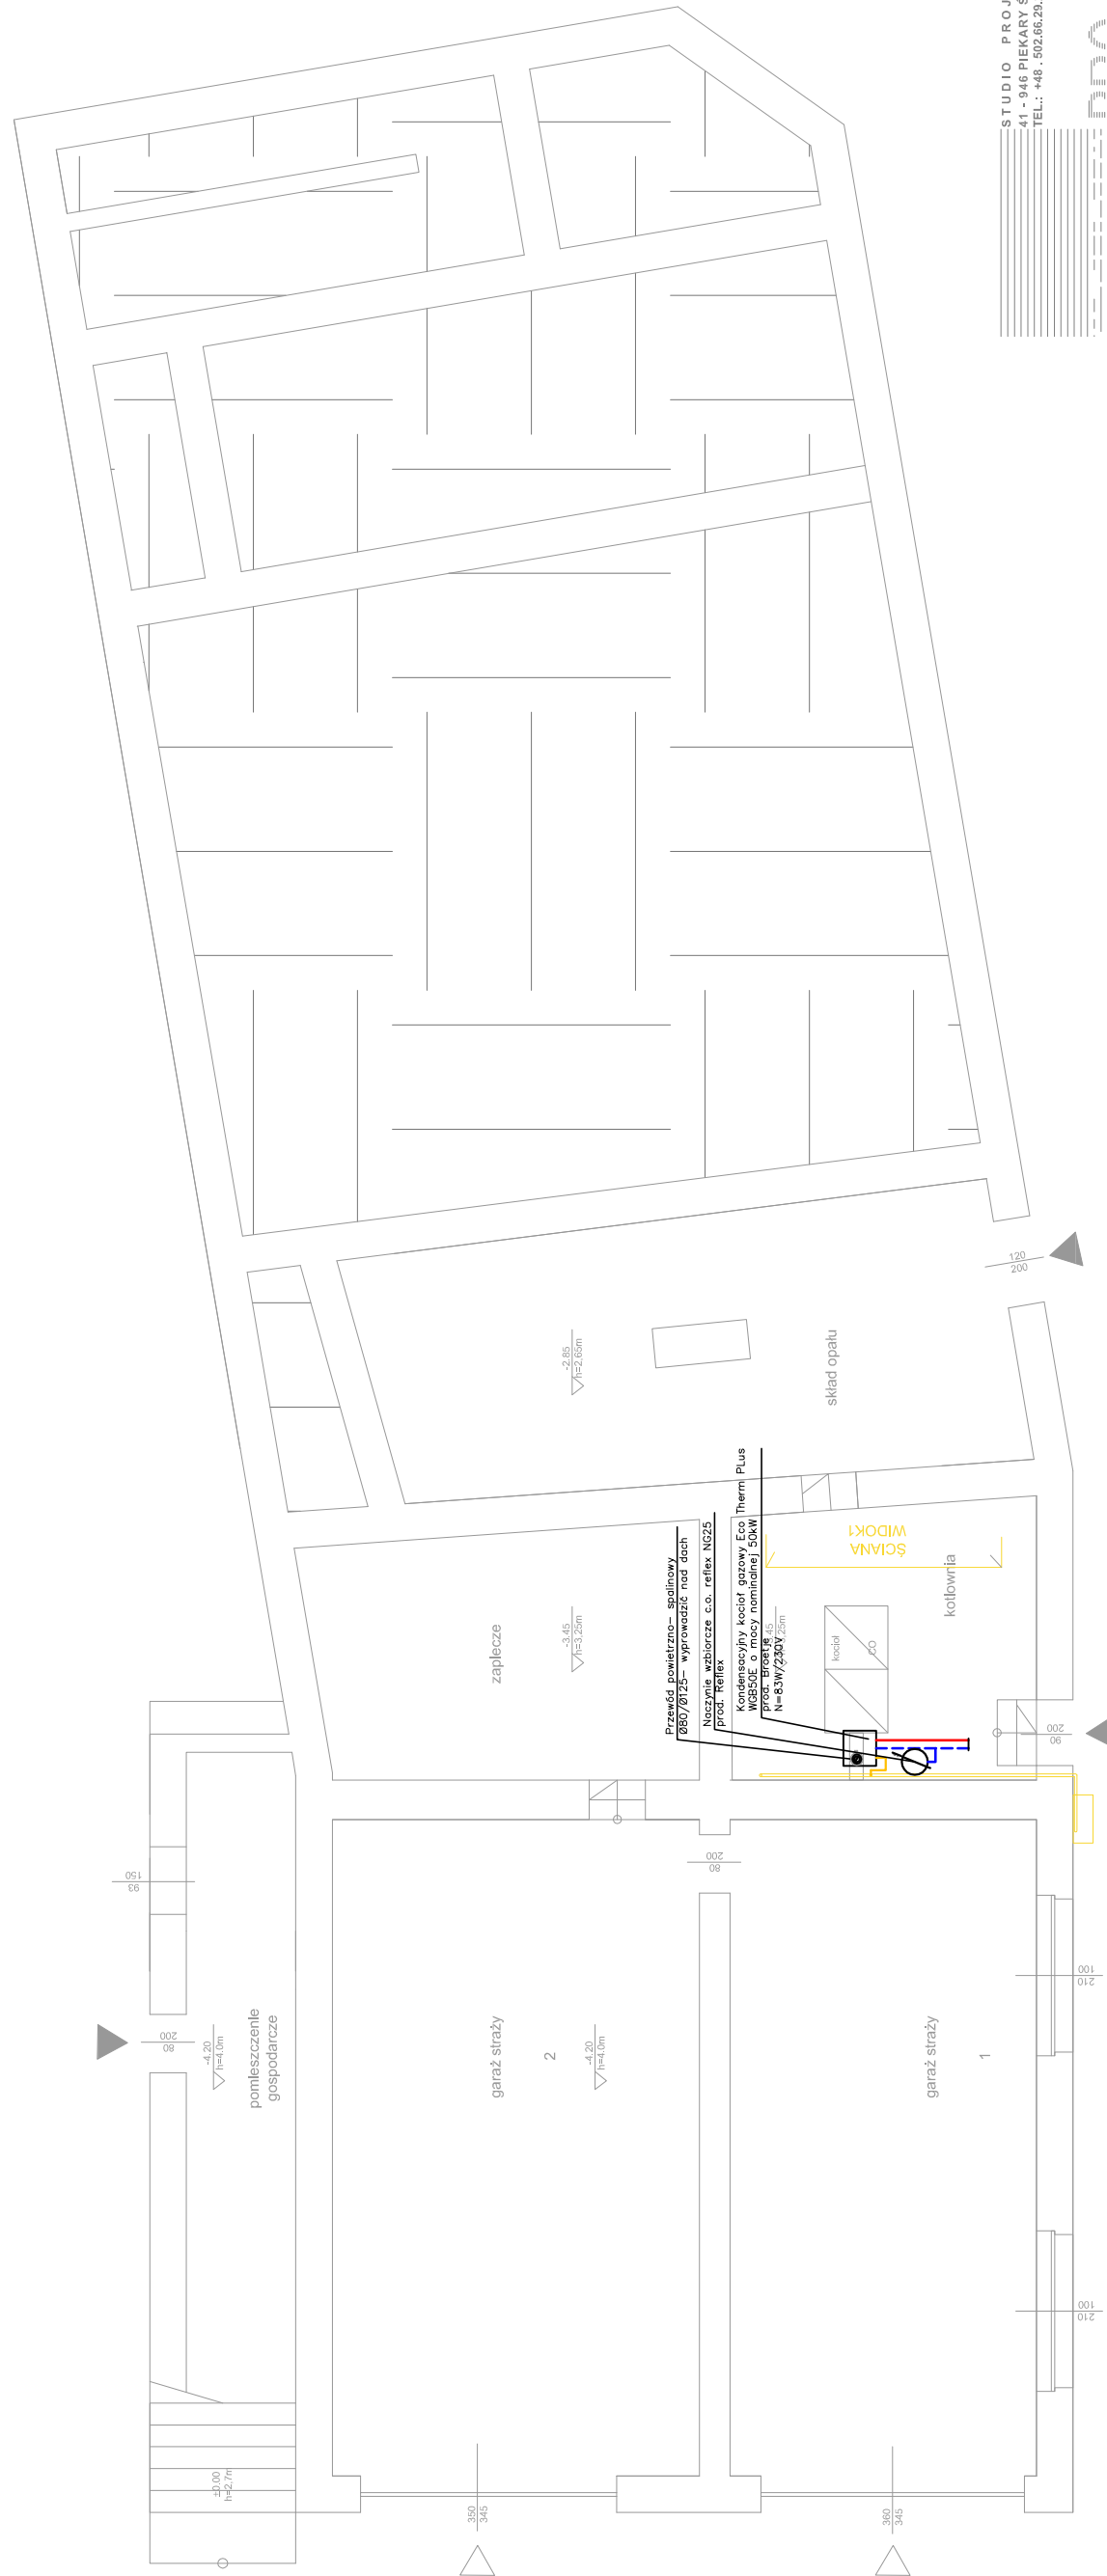 STUDIO PROJ
41 - 946 PIEKARY Ś
TEL.: +48 . 502.66.29.
120
200
-2.85
h=2.65m
skład opału
Przewód powietrzno- spalinowy
Ø80/Ø125- wyprowadzić nad dach
Naczynie wzbiorcze c.o. reflex NG25
prod. Reflex
Kondensacyjny kocioł gazowy Eco Therm PLus
WGB50E o mocy nominalnej 50kW
prod. Broetje
N=83W/230V
ŚCIANA
WIDOK1
kotłownia
zaplecze
-3.45
h=3.25m
-3.45
h=3.25m
kocioł
CO
90
200
80
200
93
150
80
200
pomieszczenie
gospodarcze
-4.20
h=4.0m
garaż straży
2
-4.20
h=4.0m
garaż straży
1
210
100
210
100
±0.00
h=2.7m
350
345
360
345